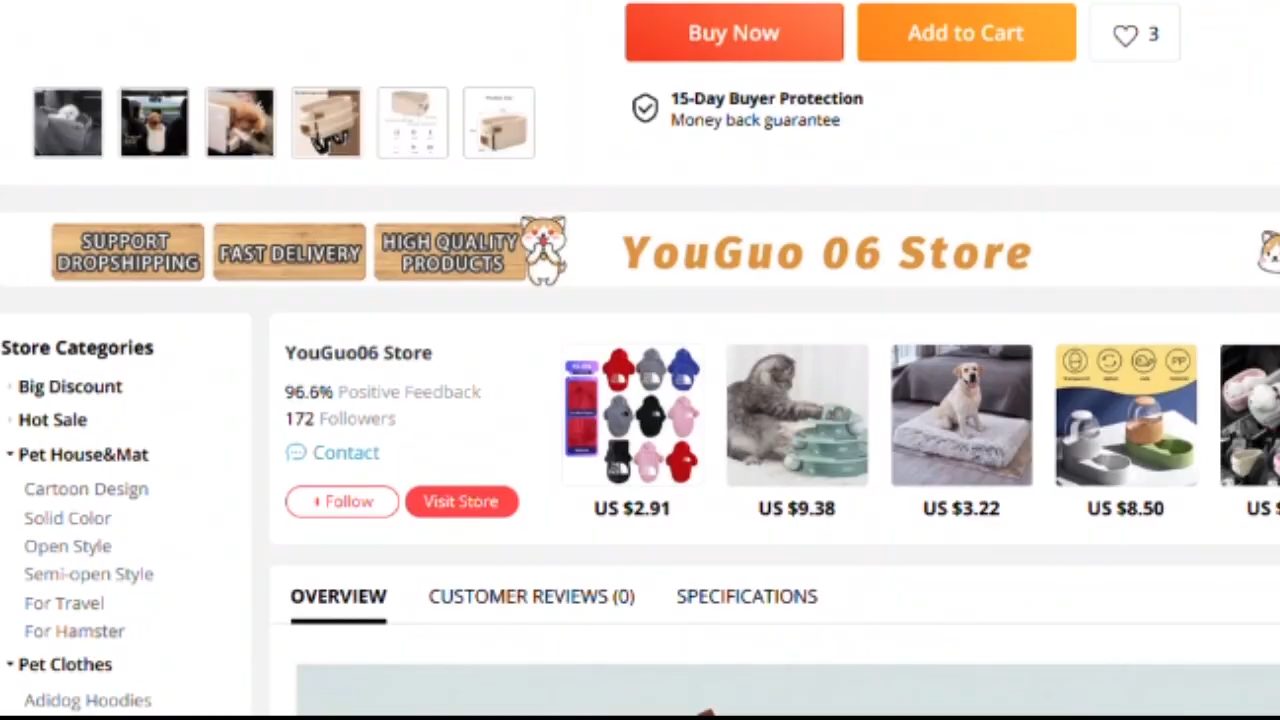 Buy Now
Add to Cart
3
15-Day Buyer Protection
Money back guarantee
SUPPORT
DROPSHIPPING
FAST DELIVERY
HIGH QUALITY
PRODUCTS
YouGuo 06 Store
Store Categories
Big Discount
Hot Sale
Pet House&Mat
Cartoon Design
Solid Color
Open Style
Semi-open Style
For Travel
For Hamster
Pet Clothes
Adidog Hoodies
YouGuo06 Store
96.6% Positive Feedback
172 Followers
Contact
+ Follow
Visit Store
US $2.91
US $9.38
US $3.22
PP
US $8.50
US $
OVERVIEW
CUSTOMER REVIEWS (0)
SPECIFICATIONS